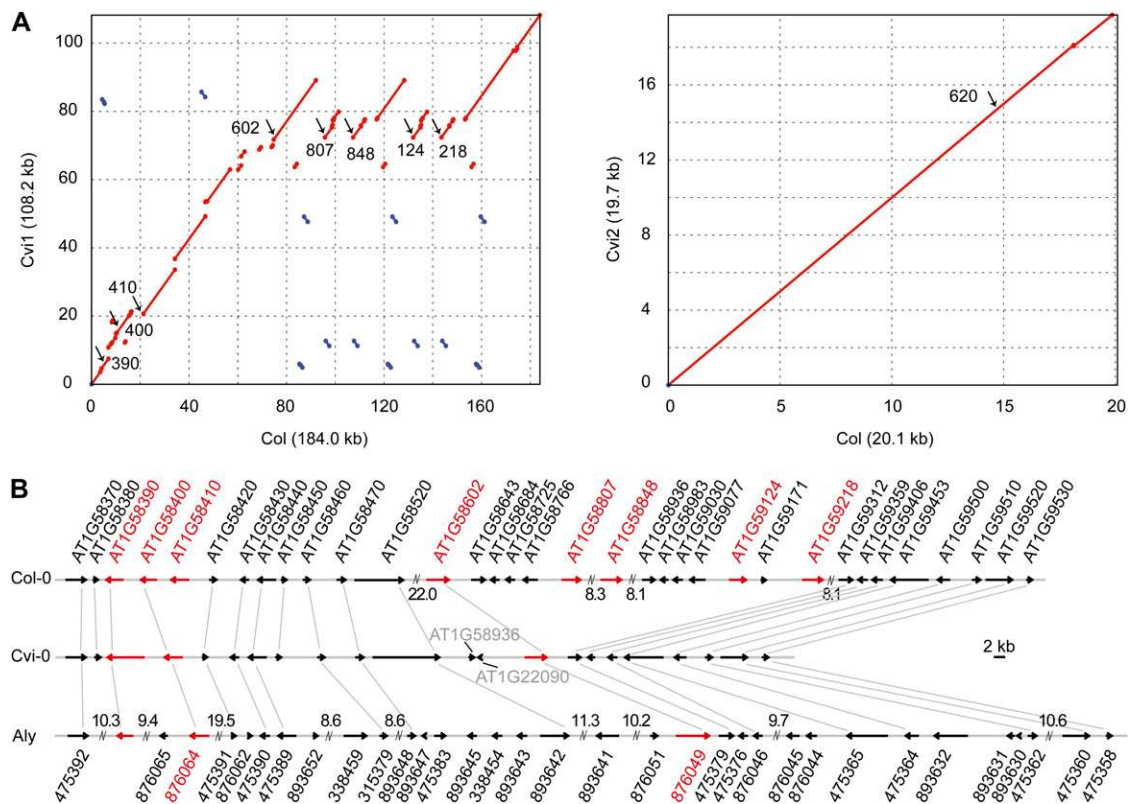 A
Cvi1 (108.2 kb)
100
80
60
40
20
0
602
807
848
124
218
410
400
390
0
40
80
120
160
Col (184.0 kb)
Cvi2 (19.7 kb)
16
12
8
4
0
620
0
5
10
15
20
Col (20.1 kb)
B
AT1G58370
AT1G58380
AT1G58390
AT1G58400
AT1G58410
AT1G58420
AT1G58430
AT1G58440
AT1G58450
AT1G58460
AT1G58470
AT1G58520
AT1G58602
AT1G58643
AT1G58684
AT1G58725
AT1G58766
AT1G58807
AT1G58848
AT1G58936
AT1G58983
AT1G59030
AT1G59077
AT1G59124
AT1G59171
AT1G59218
AT1G59312
AT1G59359
AT1G59406
AT1G59453
AT1G59500
AT1G59510
AT1G59520
AT1G59530
Col-0
22.0
8.3
8.1
8.1
AT1G58936
Cvi-0
AT1G22090
2 kb
10.3
9.4
19.5
8.6
8.6
11.3
10.2
9.7
10.6
Aly
475392
876065
876064
475391
876062
475390
475389
893652
338459
315379
893648
893647
475383
893645
338454
893643
893642
893641
876051
876049
475379
475376
876046
876045
876044
475365
475364
893632
893631
893630
475362
475360
475358